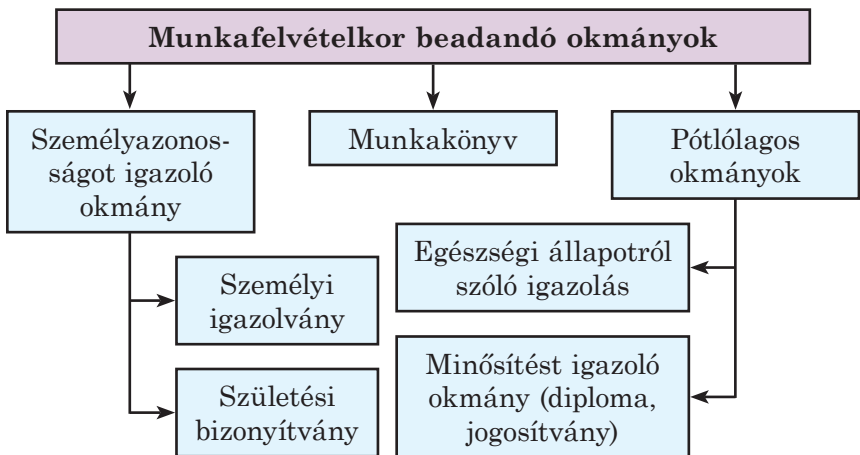 Munkafelvételkor beadandó okmányok
Személyazonos-
ságot igazoló
okmány
Munkakönyv
Pótlólagos
okmányok
Személyi
igazolvány
Születési
bizonyítvány
Egészségi állapotról
szóló igazolás
Minősítést igazoló
okmány (diploma,
jogosítvány)